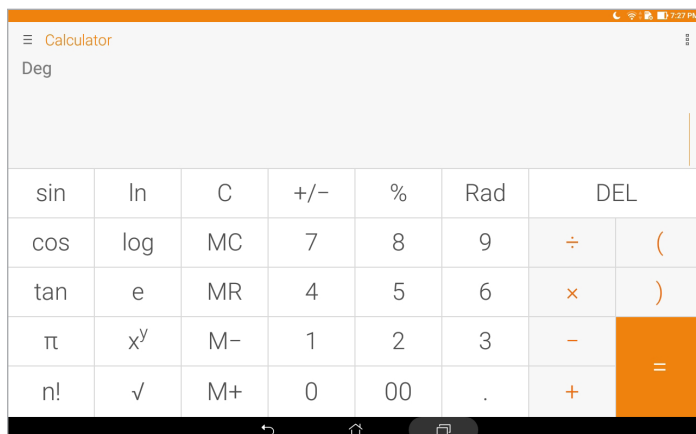 7:27 PM
☰ Calculator
Deg
sin ln C +/− % Rad DEL
cos log MC 7 8 9 ÷ (
tan e MR 4 5 6 × )
π xʸ M− 1 2 3 − =
n! √ M+ 0 00 . +